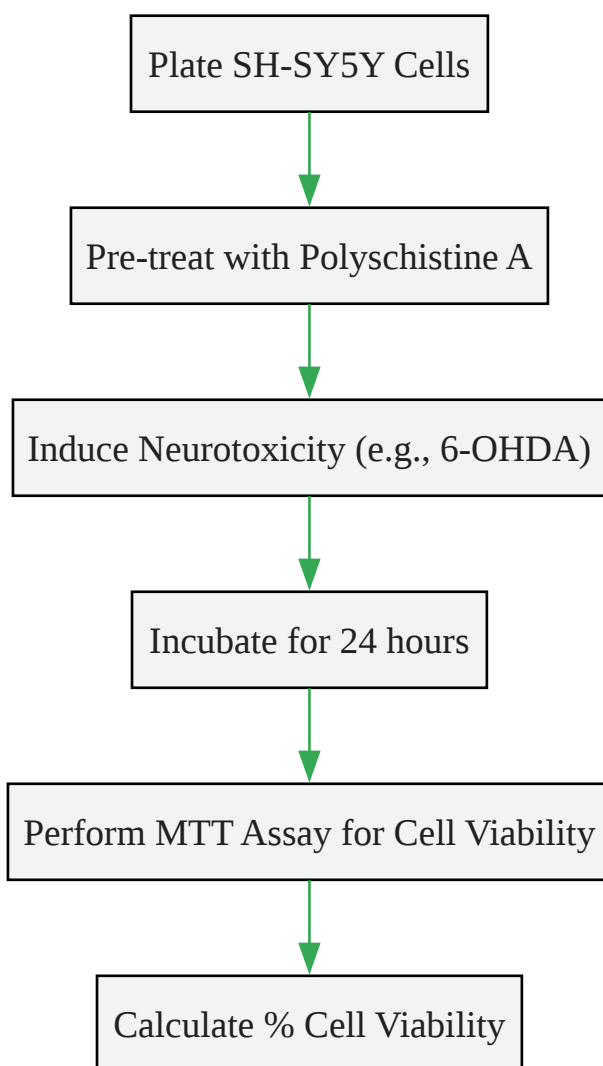 Plate SH-SY5Y Cells
Pre-treat with Polyschistine A
Induce Neurotoxicity (e.g., 6-OHDA)
Incubate for 24 hours
Perform MTT Assay for Cell Viability
Calculate % Cell Viability